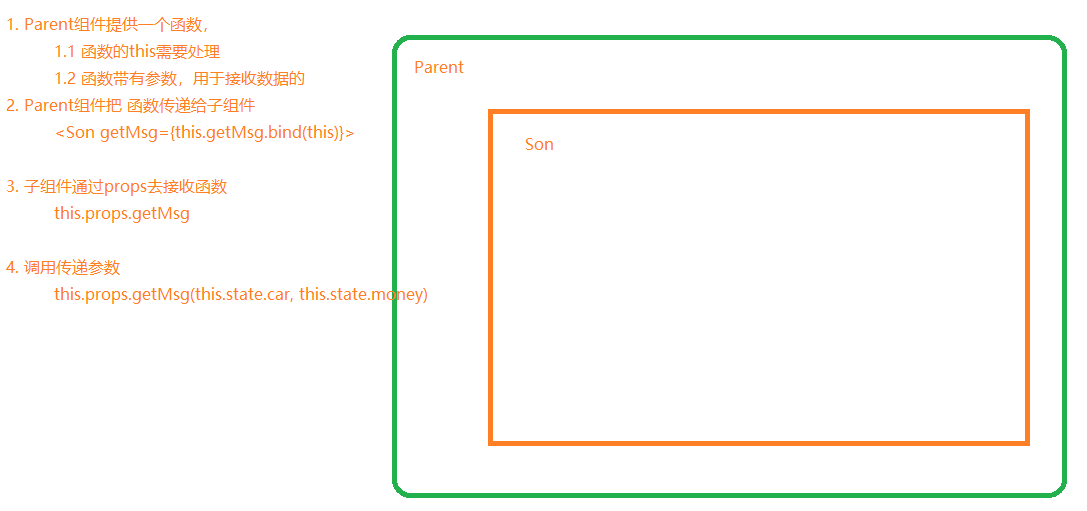 1. Parent组件提供一个函数，
1.1 函数的this需要处理
1.2 函数带有参数，用于接收数据的
2. Parent组件把 函数传递给子组件
<Son getMsg={this.getMsg.bind(this)}>
3. 子组件通过props去接收函数
this.props.getMsg
4. 调用传递参数
this.props.getMsg(this.state.car, this.state.money)
Parent
Son